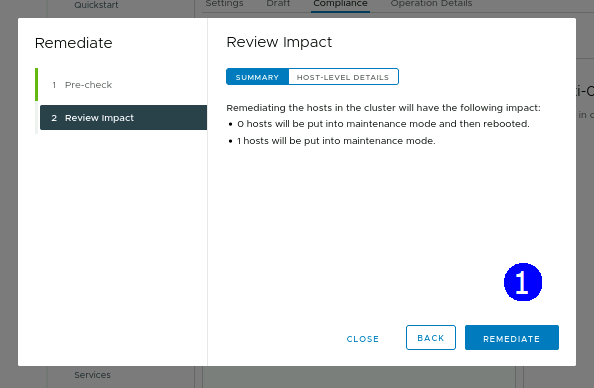 Quickstart
Settings Draft Compliance Operation Details
Remediate
1 Pre-check
2 Review Impact
Review Impact
SUMMARY HOST-LEVEL DETAILS
Remediating the hosts in the cluster will have the following impact:
• 0 hosts will be put into maintenance mode and then rebooted.
• 1 hosts will be put into maintenance mode.
in c
1
CLOSE BACK REMEDIATE
Services